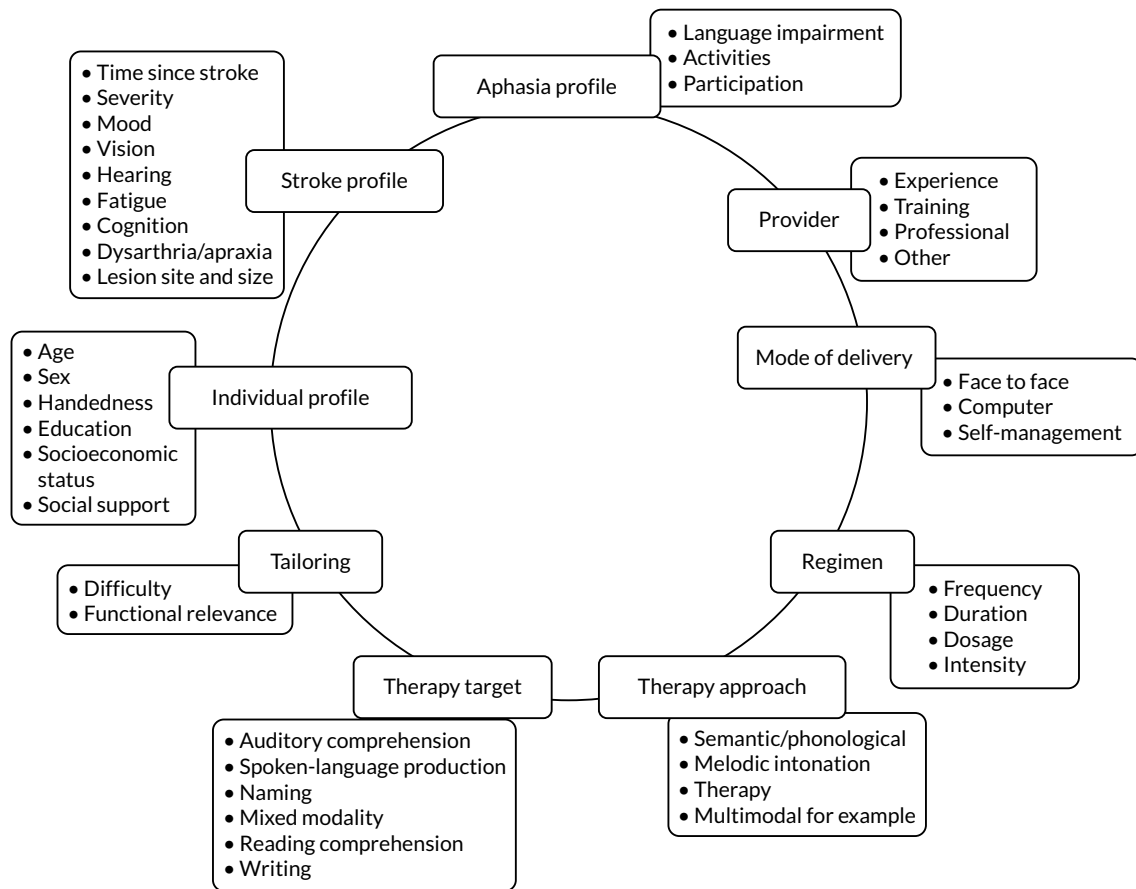 Aphasia profile
• Language impairment
• Activities
• Participation
Stroke profile
• Time since stroke
• Severity
• Mood
• Vision
• Hearing
• Fatigue
• Cognition
• Dysarthria/apraxia
• Lesion site and size
Provider
• Experience
• Training
• Professional
• Other
Individual profile
• Age
• Sex
• Handedness
• Education
• Socioeconomic
status
• Social support
Mode of delivery
• Face to face
• Computer
• Self-management
Tailoring
• Difficulty
• Functional relevance
Regimen
• Frequency
• Duration
• Dosage
• Intensity
Therapy target
• Auditory comprehension
• Spoken-language production
• Naming
• Mixed modality
• Reading comprehension
• Writing
Therapy approach
• Semantic/phonological
• Melodic intonation
• Therapy
• Multimodal for example